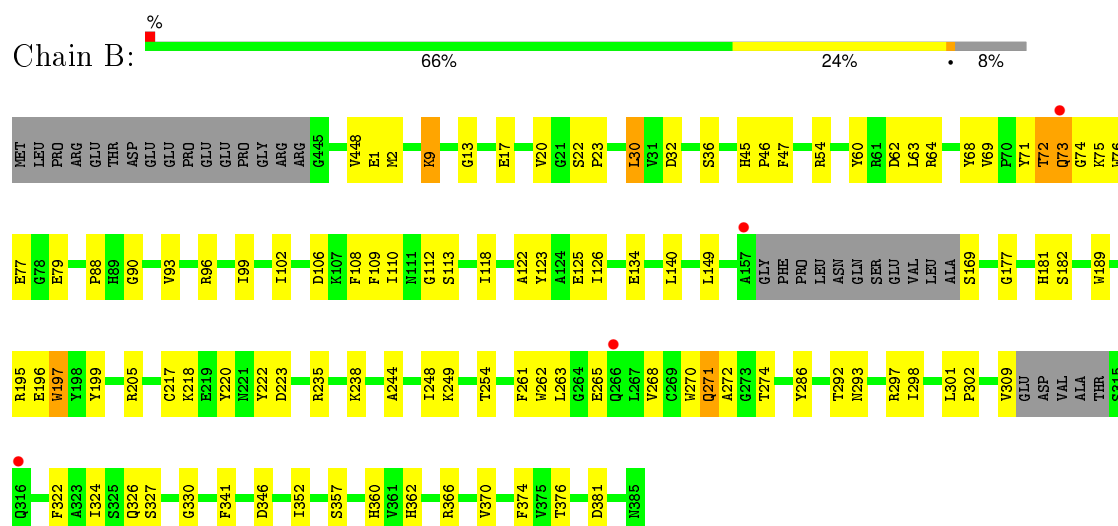 %
Chain B:
66% 24% • 8%
MET LEU PRO ARG GLU THR ASP GLU GLU PRO GLU GLU PRO GLY ARG ARG G445 V448 E1 M2 K9 G13 E17 V20 G21 S22 P23 L30 V31 D32 S36 H45 P46 F47 R54 Y60 R61 D62 L63 R64 Y68 V69 P70 Y71 T72 Q73 G74 K75 W76
E77 G78 E79 P88 H89 G90 V93 R96 I99 I102 D106 K107 F108 F109 I110 N111 G112 S113 I118 A122 Y123 A124 E125 I126 E134 L140 L149 A157 GLY PHE PRO LEU ASN GLN SER GLU VAL LEU ALA S169 G177 H181 S182 W189
R195 E196 W197 Y198 Y199 R205 C217 K218 E219 Y220 N221 Y222 D223 R235 K238 A244 I248 K249 T254 F261 W262 L263 G264 E265 Q266 L267 V268 C269 W270 Q271 A272 G273 T274 Y286 T292 N293 R297 I298 L301 P302 V309 GLU ASP VAL ALA THR S315
Q316 F322 A323 I324 S325 Q326 S327 G330 F341 D346 I352 S357 H360 V361 H362 R366 V370 F374 V375 T376 D381 N385